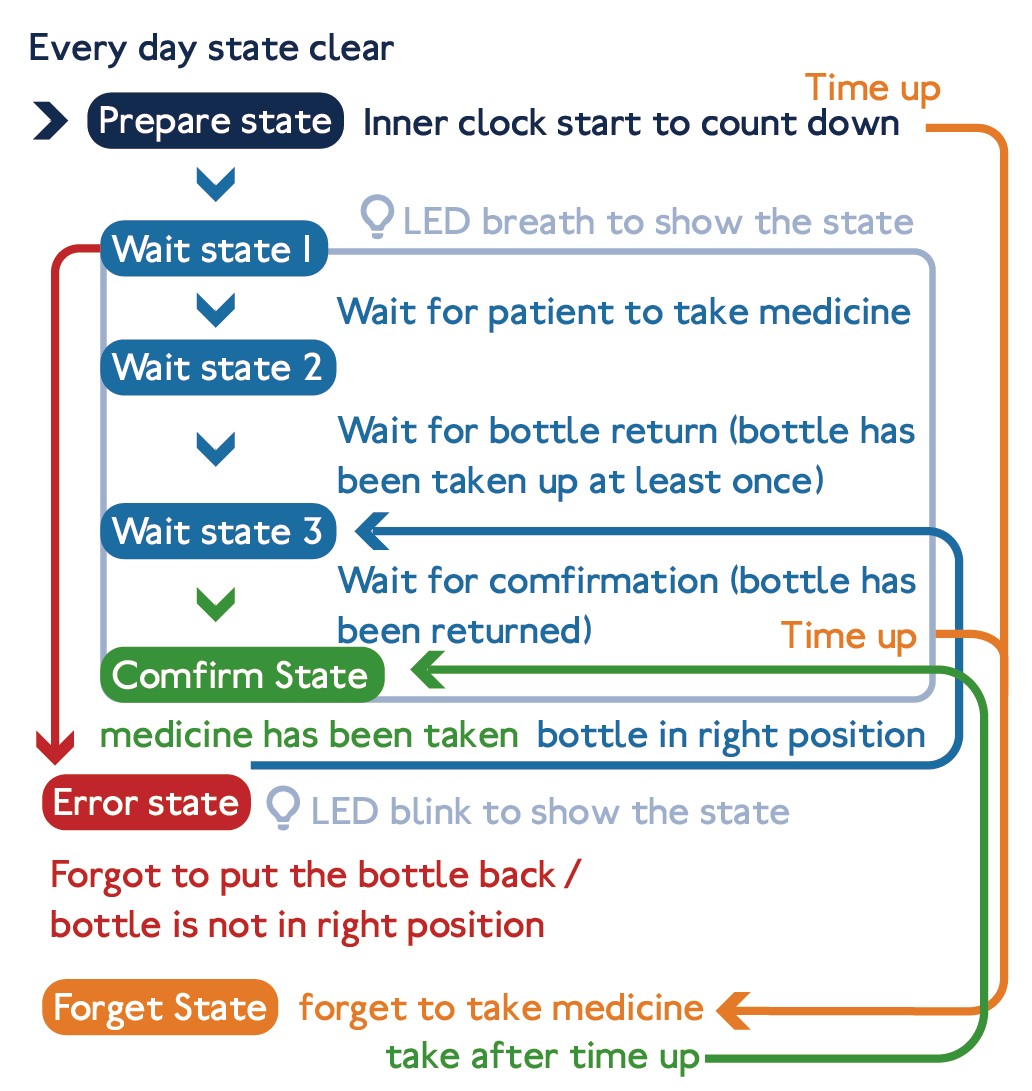 Every day state clear
Time up
Prepare state
Inner clock start to count down
LED breath to show the state
Wait state 1
Wait for patient to take medicine
Wait state 2
Wait for bottle return (bottle has
been taken up at least once)
Wait state 3
Wait for comfirmation (bottle has
been returned)
Time up
Comfirm State
medicine has been taken
bottle in right position
Error state
LED blink to show the state
Forgot to put the bottle back /
bottle is not in right position
Forget State
forget to take medicine
take after time up